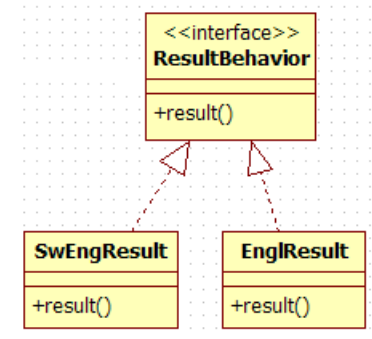 <<interface>>
ResultBehavior
+result()
SwEngResult
+result()
EnglResult
+result()